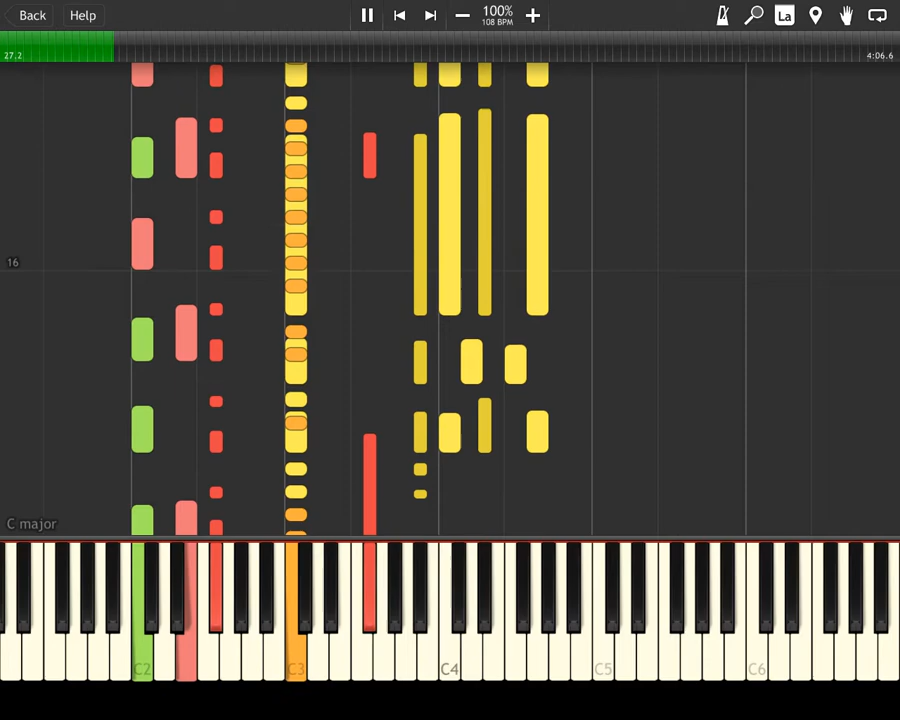 Back
Help
100%
108 BPM
La
27.2
4:06.6
16
C major
C2
C3
C4
C5
C6